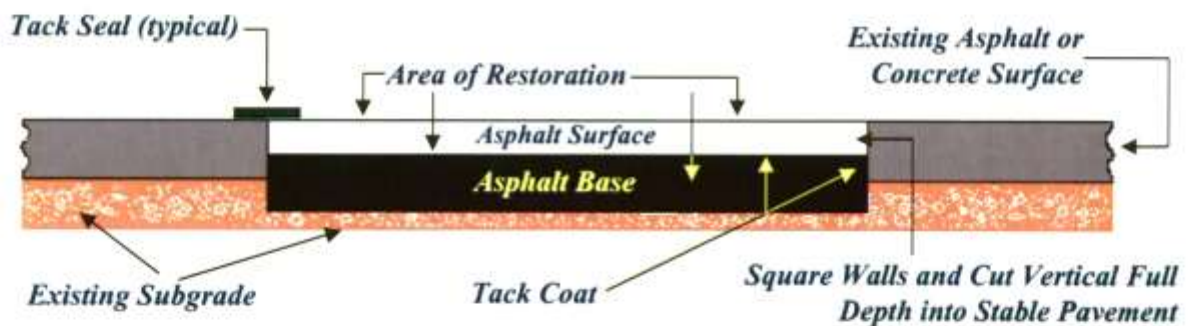 Tack Seal (typical)
Existing Asphalt or
Concrete Surface
Area of Restoration
Asphalt Surface
Asphalt Base
Existing Subgrade
Tack Coat
Square Walls and Cut Vertical Full
Depth into Stable Pavement